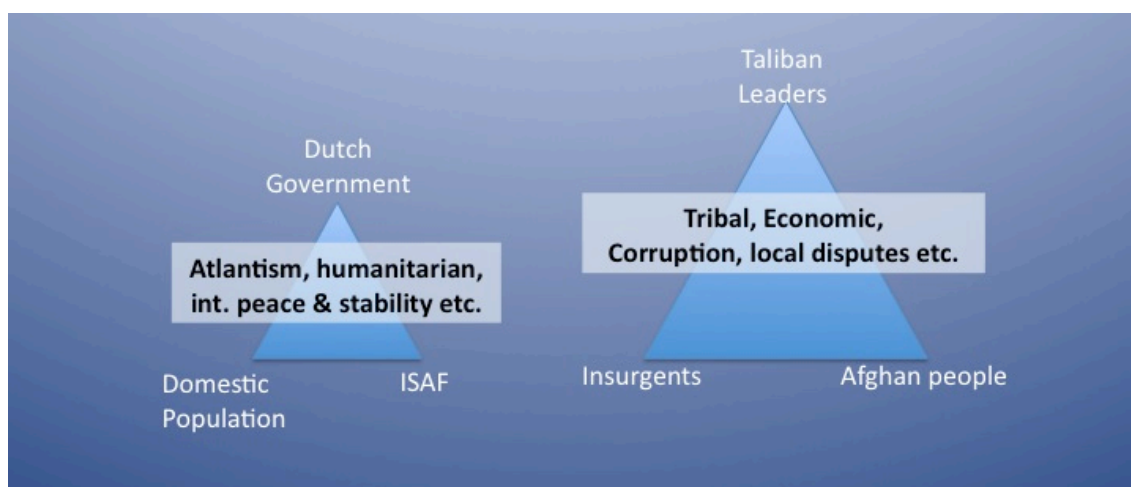 Dutch
Government
Atlantism, humanitarian,
int. peace & stability etc.
Domestic
Population
ISAF
Taliban
Leaders
Tribal, Economic,
Corruption, local disputes etc.
Insurgents
Afghan people